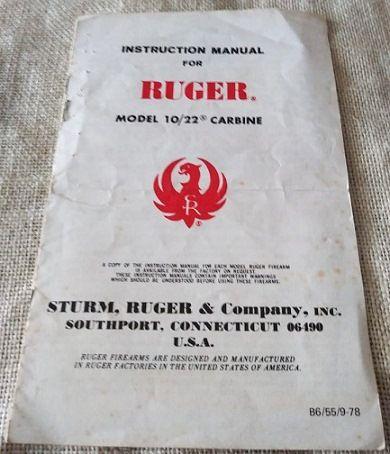 INSTRUCTION MANUAL
FOR
RUGER®
MODEL 10/22® CARBINE
R
®
A COPY OF THE INSTRUCTION MANUAL FOR EACH MODEL RUGER FIREARM
IS AVAILABLE FROM THE FACTORY ON REQUEST.
THESE INSTRUCTION MANUALS CONTAIN IMPORTANT WARNINGS
WHICH SHOULD BE UNDERSTOOD BEFORE USING THESE FIREARMS.
STURM, RUGER & Company, INC.
SOUTHPORT, CONNECTICUT 06490
U.S.A.
RUGER FIREARMS ARE DESIGNED AND MANUFACTURED
IN RUGER FACTORIES IN THE UNITED STATES OF AMERICA.
B6/55/9-78